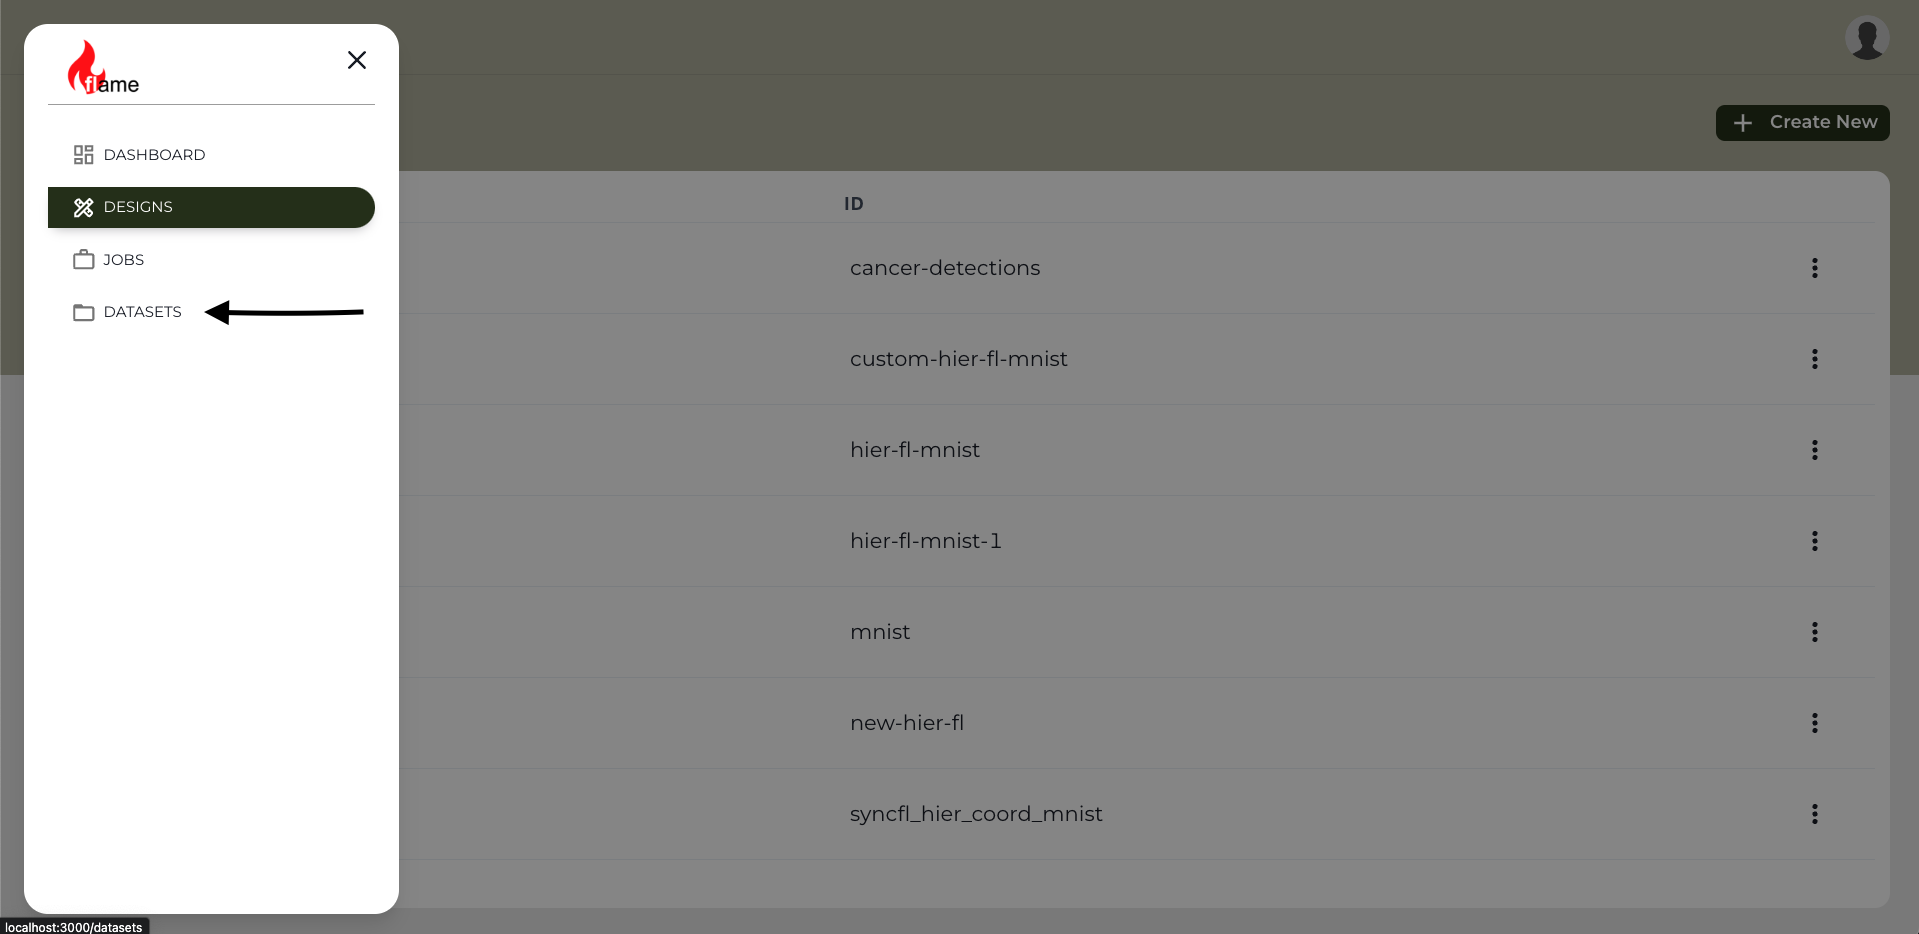 flame
Create New
DASHBOARD
DESIGNS
JOBS
DATASETS
ID
cancer-detections
custom-hier-fl-mnist
hier-fl-mnist
hier-fl-mnist-1
mnist
new-hier-fl
syncfl_hier_coord_mnist
localhost:3000/datasets